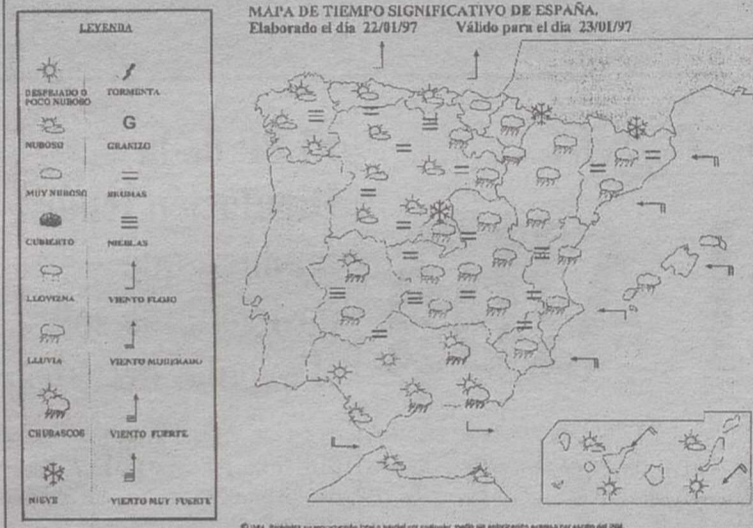 MAPA DE TIEMPO SIGNIFICATIVO DE ESPAÑA.
Elaborado el día 22/01/97 Válido para el día 23/01/97
LEYENDA
DESPEJADO O
POCO NUBOSO
TORMENTA
NUBOSO
G
GRANIZO
MUY NUBOSO
BRUMAS
CUBIERTO
NIEBLAS
LLOVIZNA
VIENTO FLOJO
LLUVIA
VIENTO MODERADO
CHUBASCOS
VIENTO FUERTE
NIEVE
VIENTO MUY FUERTE